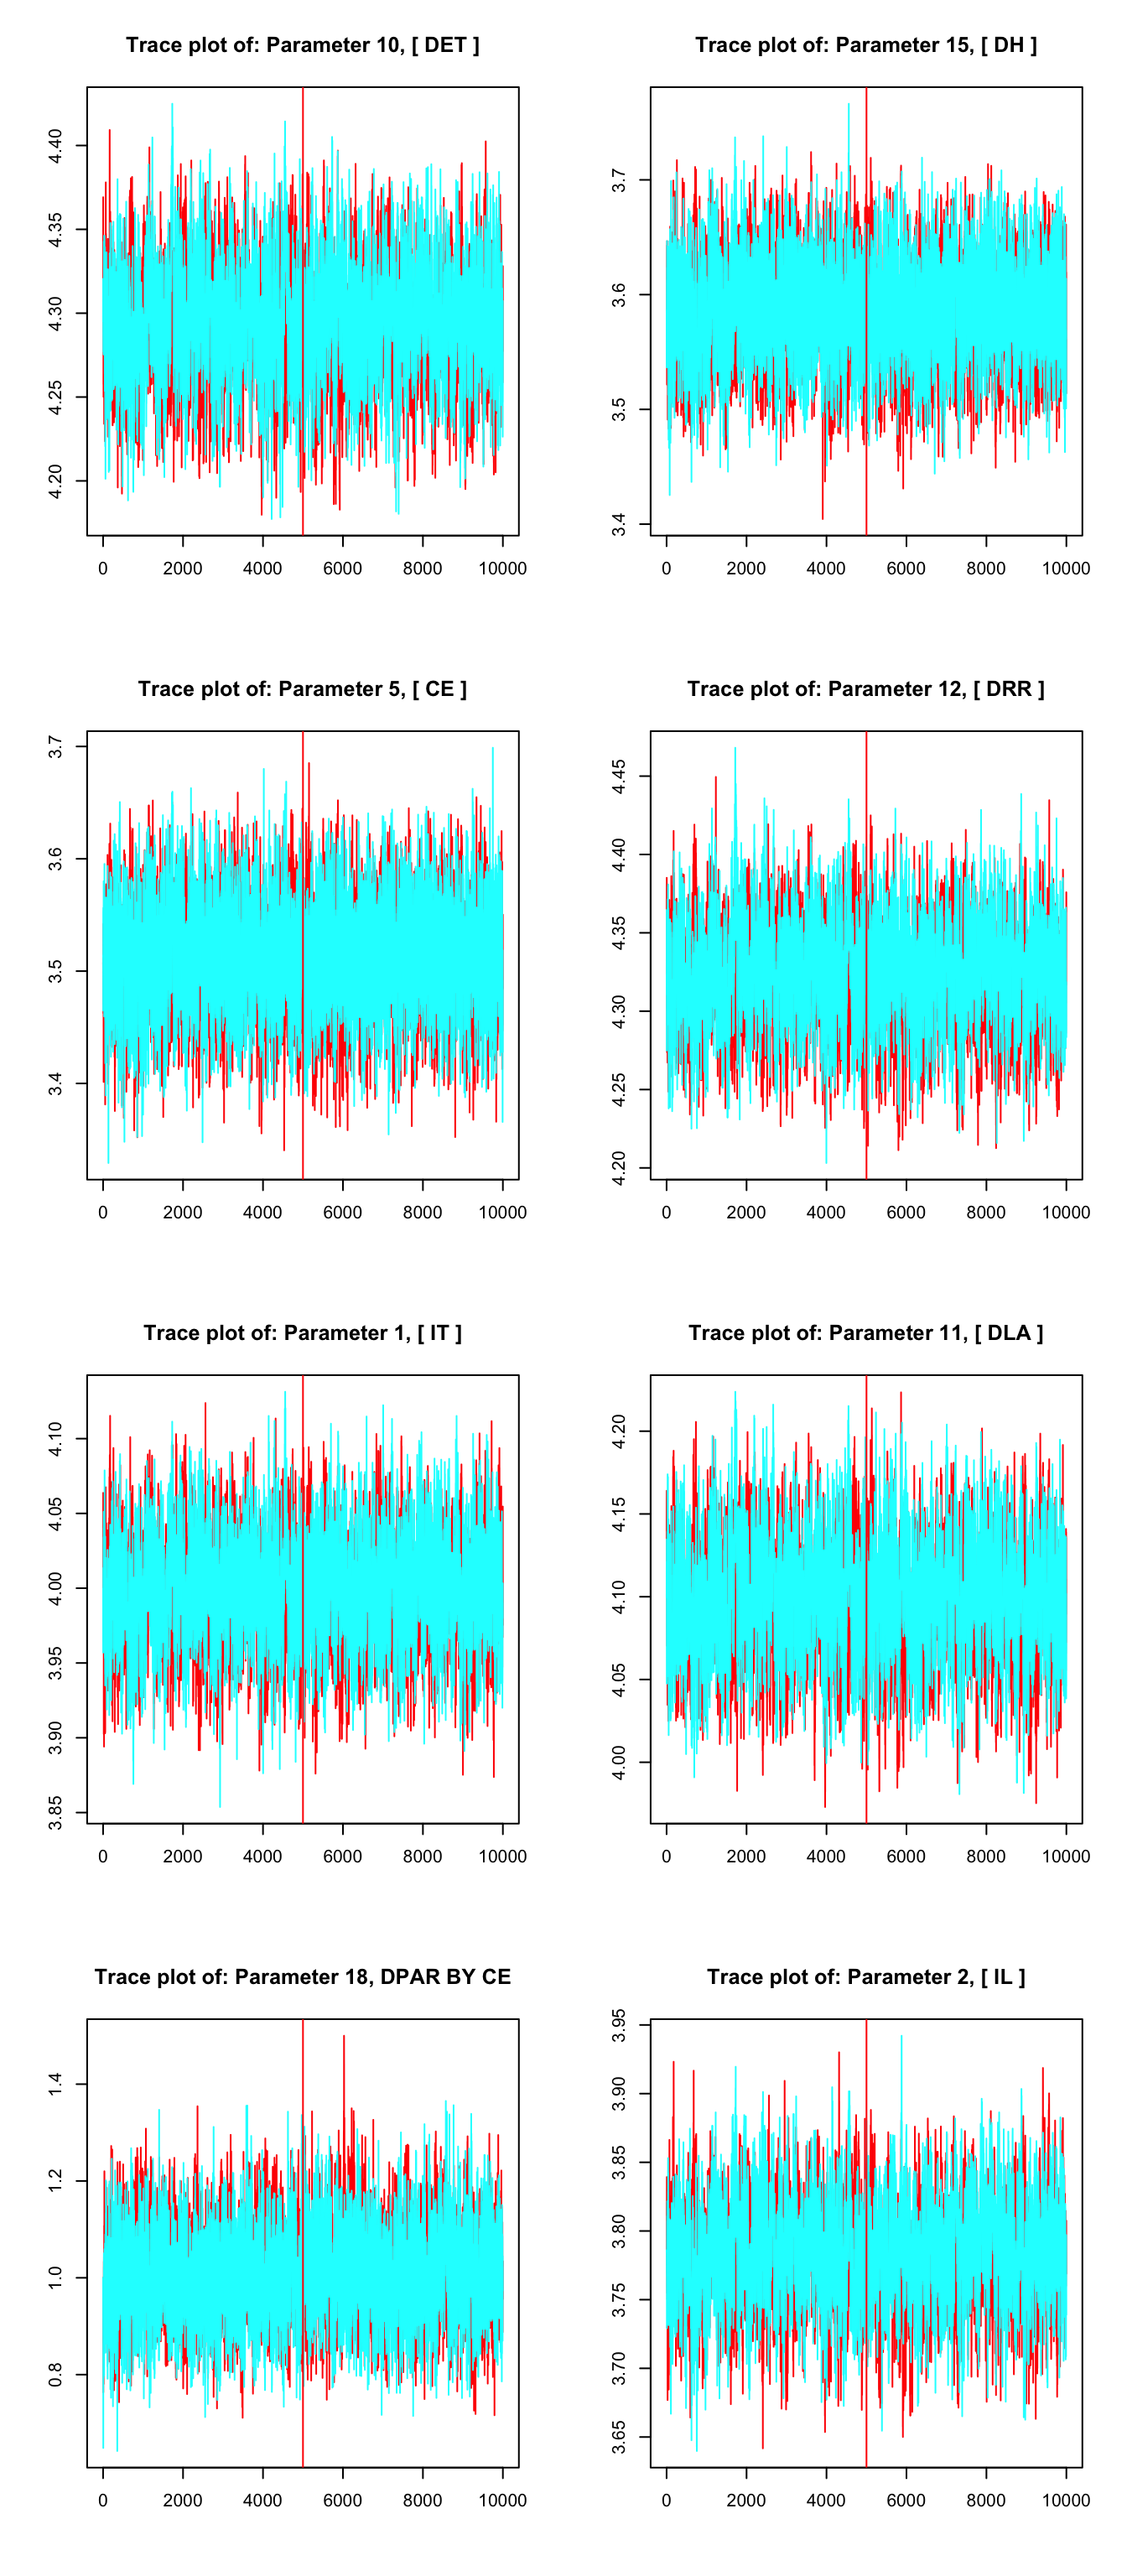 Trace plot of: Parameter 10, [ DET ]
4.40
4.35
4.30
4.25
4.20
0 2000 4000 6000 8000 10000
Trace plot of: Parameter 15, [ DH ]
3.7
3.6
3.5
3.4
0 2000 4000 6000 8000 10000
Trace plot of: Parameter 5, [ CE ]
3.7
3.6
3.5
3.4
0 2000 4000 6000 8000 10000
Trace plot of: Parameter 12, [ DRR ]
4.45
4.40
4.35
4.30
4.25
4.20
0 2000 4000 6000 8000 10000
Trace plot of: Parameter 1, [ IT ]
4.10
4.05
4.00
3.95
3.90
3.85
0 2000 4000 6000 8000 10000
Trace plot of: Parameter 11, [ DLA ]
4.20
4.15
4.10
4.05
4.00
0 2000 4000 6000 8000 10000
Trace plot of: Parameter 18, DPAR BY CE
1.4
1.2
1.0
0.8
0 2000 4000 6000 8000 10000
Trace plot of: Parameter 2, [ IL ]
3.95
3.90
3.85
3.80
3.75
3.70
3.65
0 2000 4000 6000 8000 10000